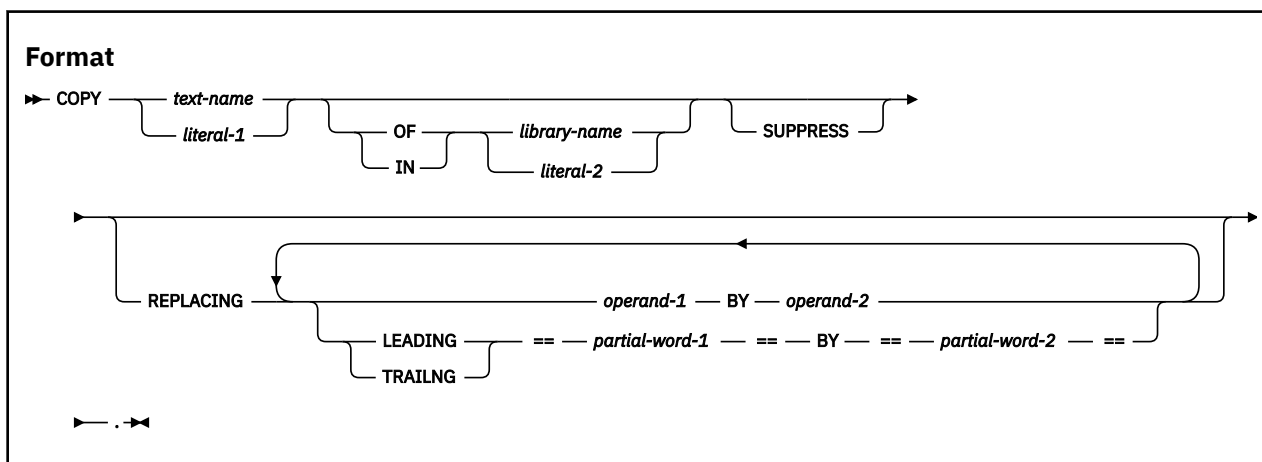 Format
COPY text-name SUPPRESS
literal-1 OF library-name
IN literal-2
REPLACING operand-1 BY operand-2
LEADING == partial-word-1 == BY == partial-word-2 ==
TRAILNG
.